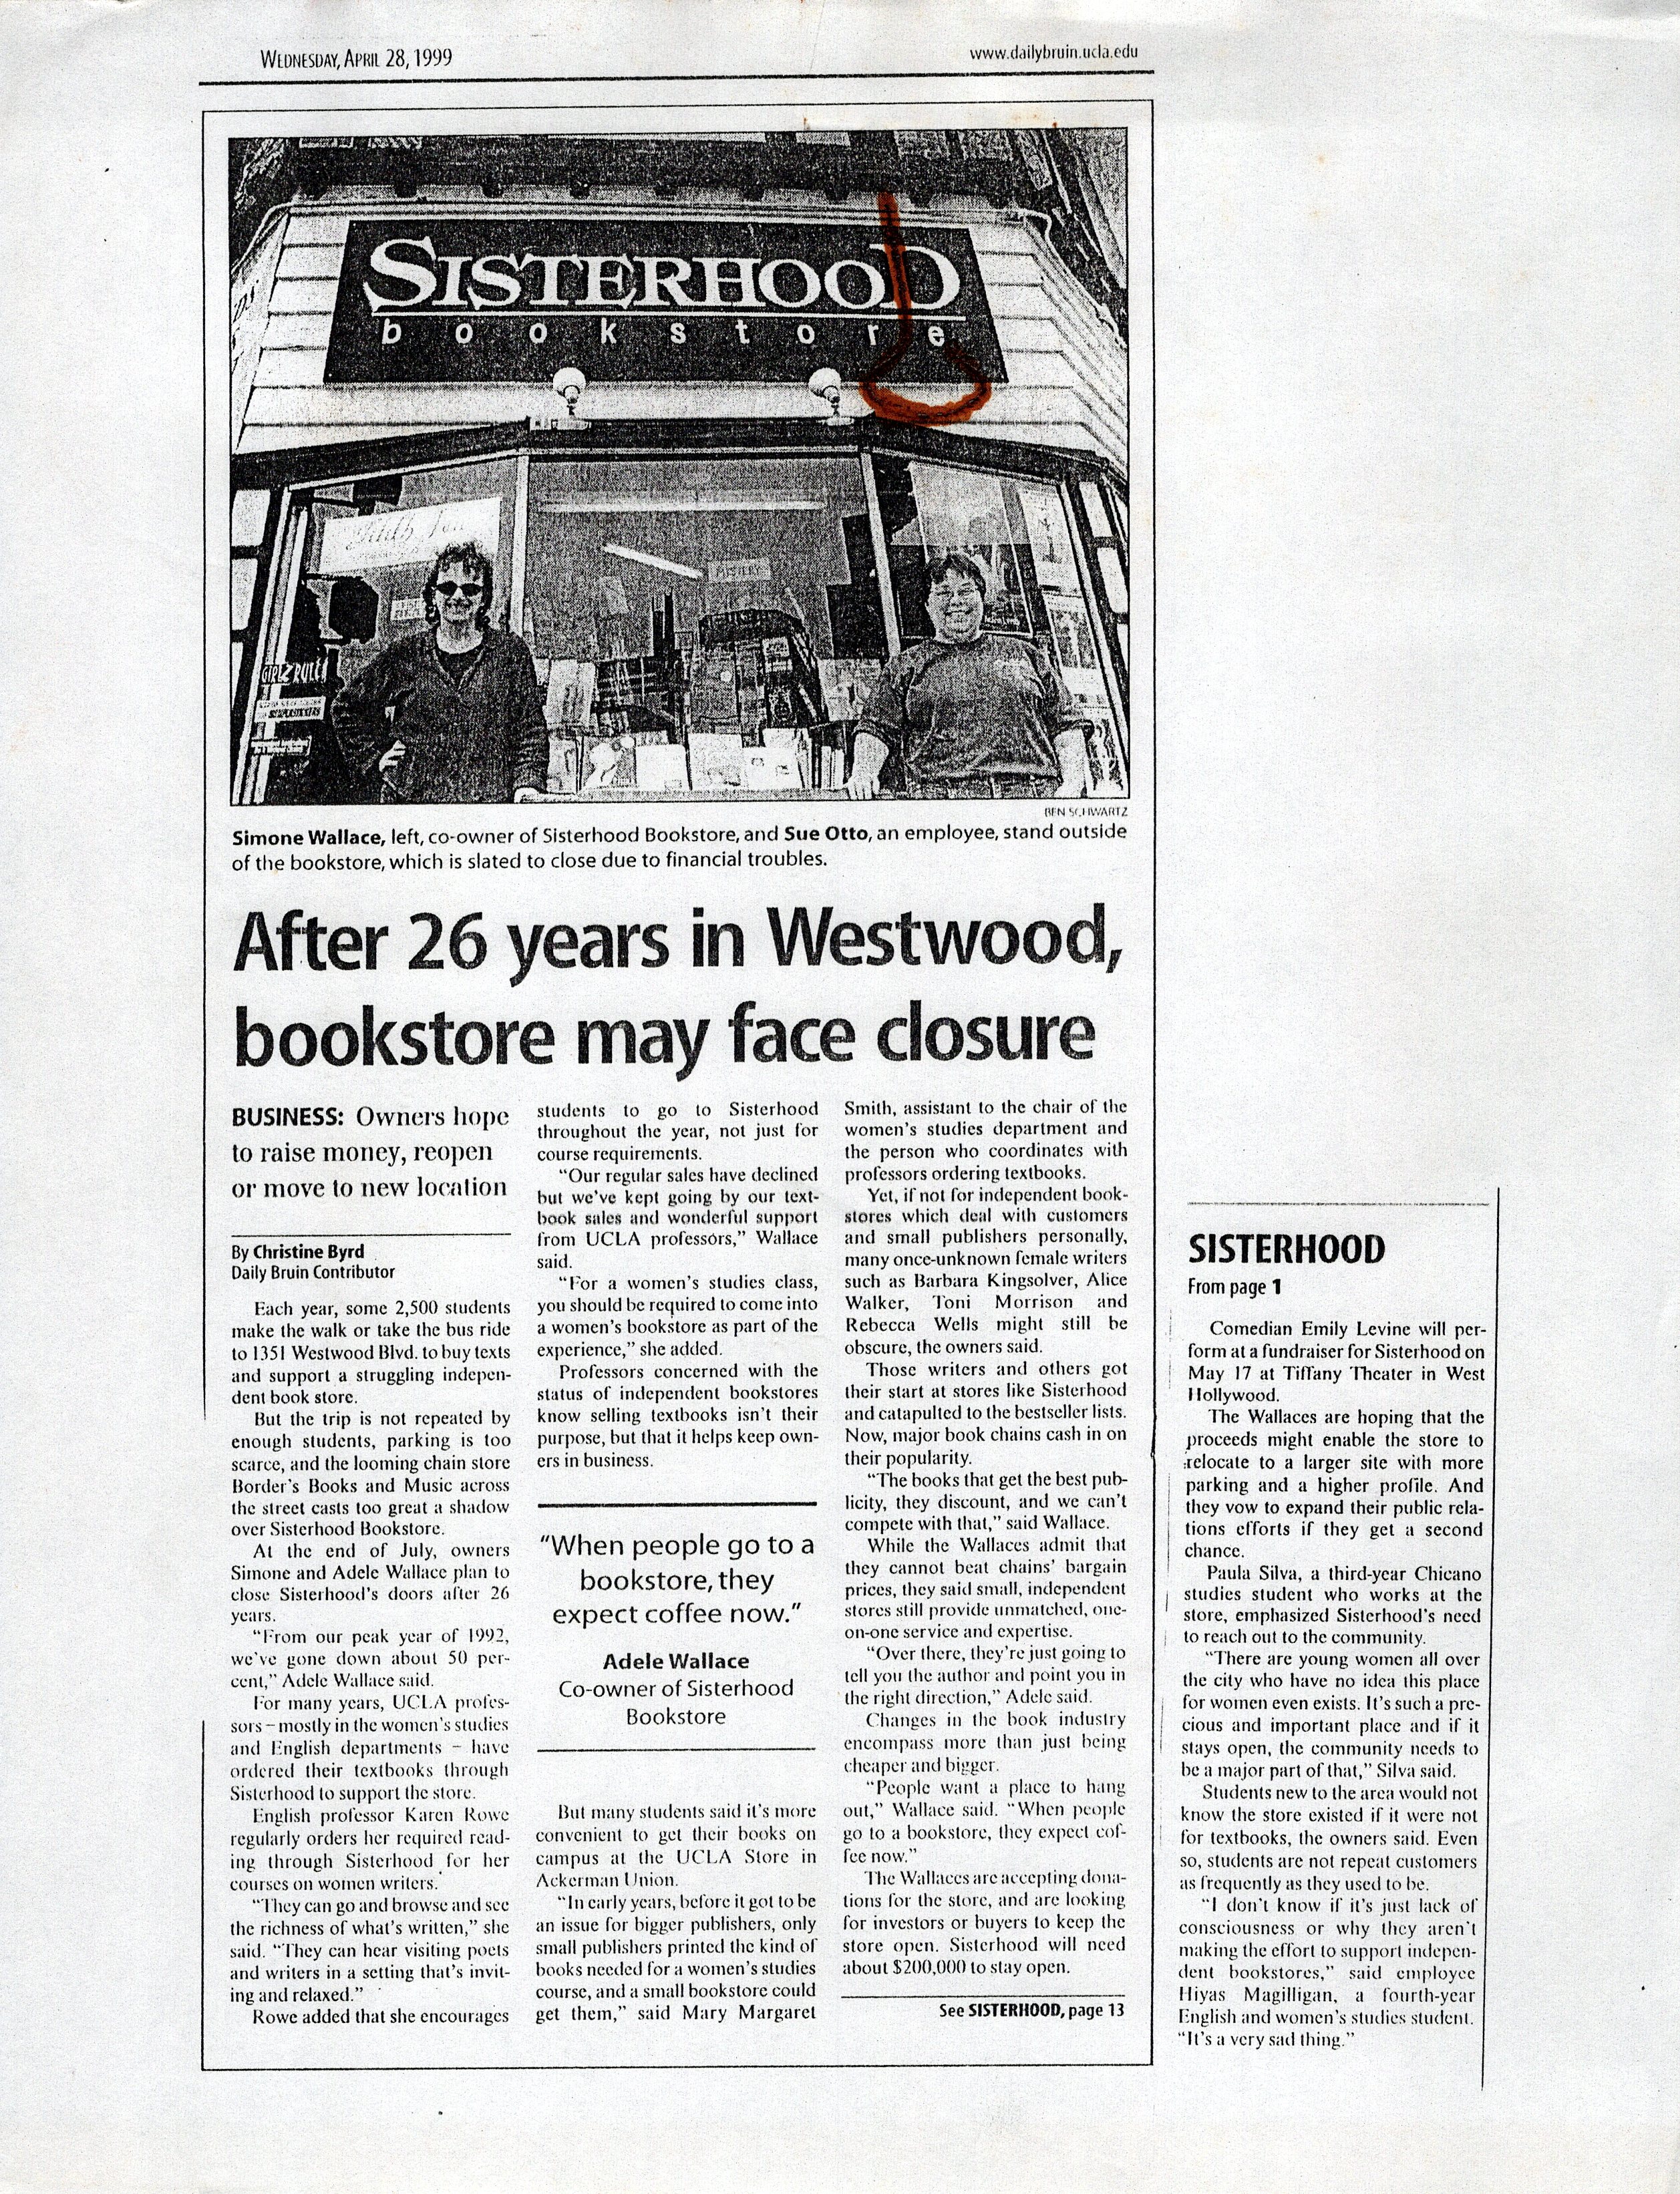 WEDNESDAY, APRIL 28, 1999
www.dailybruin.ucla.edu
SISTERHOOD
bookstore
MYSTERY
GIRLZ RULE!
BEN SCHWARTZ
Simone Wallace, left, co-owner of Sisterhood Bookstore, and Sue Otto, an employee, stand outside
of the bookstore, which is slated to close due to financial troubles.
After 26 years in Westwood,
bookstore may face closure
BUSINESS: Owners hope
to raise money, reopen
or move to new location
By Christine Byrd
Daily Bruin Contributor
Each year, some 2,500 students
make the walk or take the bus ride
to 1351 Westwood Blvd. to buy texts
and support a struggling indepen-
dent book store.
But the trip is not repeated by
enough students, parking is too
scarce, and the looming chain store
Border's Books and Music across
the street casts too great a shadow
over Sisterhood Bookstore.
At the end of July, owners
Simone and Adele Wallace plan to
close Sisterhood's doors after 26
years.
"From our peak year of 1992,
we've gone down about 50 per-
cent," Adele Wallace said.
For many years, UCLA profes-
sors – mostly in the women's studies
and English departments – have
ordered their textbooks through
Sisterhood to support the store.
English professor Karen Rowe
regularly orders her required read-
ing through Sisterhood for her
courses on women writers.
"They can go and browse and see
the richness of what's written," she
said. "They can hear visiting poets
and writers in a setting that's invit-
ing and relaxed."
Rowe added that she encourages
students to go to Sisterhood
throughout the year, not just for
course requirements.
"Our regular sales have declined
but we've kept going by our text-
book sales and wonderful support
from UCLA professors," Wallace
said.
"For a women's studies class,
you should be required to come into
a women's bookstore as part of the
experience," she added.
Professors concerned with the
status of independent bookstores
know selling textbooks isn't their
purpose, but that it helps keep own-
ers in business.
"When people go to a
bookstore, they
expect coffee now."
Adele Wallace
Co-owner of Sisterhood
Bookstore
But many students said it's more
convenient to get their books on
campus at the UCLA Store in
Ackerman Union.
"In early years, before it got to be
an issue for bigger publishers, only
small publishers printed the kind of
books needed for a women's studies
course, and a small bookstore could
get them," said Mary Margaret
Smith, assistant to the chair of the
women's studies department and
the person who coordinates with
professors ordering textbooks.
Yet, if not for independent book-
stores which deal with customers
and small publishers personally,
many once-unknown female writers
such as Barbara Kingsolver, Alice
Walker, Toni Morrison and
Rebecca Wells might still be
obscure, the owners said.
Those writers and others got
their start at stores like Sisterhood
and catapulted to the bestseller lists.
Now, major book chains cash in on
their popularity.
"The books that get the best pub-
licity, they discount, and we can't
compete with that," said Wallace.
While the Wallaces admit that
they cannot beat chains' bargain
prices, they said small, independent
stores still provide unmatched, one-
on-one service and expertise.
"Over there, they're just going to
tell you the author and point you in
the right direction," Adele said.
Changes in the book industry
encompass more than just being
cheaper and bigger.
"People want a place to hang
out," Wallace said. "When people
go to a bookstore, they expect cof-
fee now."
The Wallaces are accepting dona-
tions for the store, and are looking
for investors or buyers to keep the
store open. Sisterhood will need
about $200,000 to stay open.
See SISTERHOOD, page 13
SISTERHOOD
From page 1
Comedian Emily Levine will per-
form at a fundraiser for Sisterhood on
May 17 at Tiffany Theater in West
Hollywood.
The Wallaces are hoping that the
proceeds might enable the store to
relocate to a larger site with more
parking and a higher profile. And
they vow to expand their public rela-
tions efforts if they get a second
chance.
Paula Silva, a third-year Chicano
studies student who works at the
store, emphasized Sisterhood's need
to reach out to the community.
"There are young women all over
the city who have no idea this place
for women even exists. It's such a pre-
cious and important place and if it
stays open, the community needs to
be a major part of that," Silva said.
Students new to the area would not
know the store existed if it were not
for textbooks, the owners said. Even
so, students are not repeat customers
as frequently as they used to be.
"I don't know if it's just lack of
consciousness or why they aren't
making the effort to support indepen-
dent bookstores," said employee
Hiyas Magilligan, a fourth-year
English and women's studies student.
"It's a very sad thing."